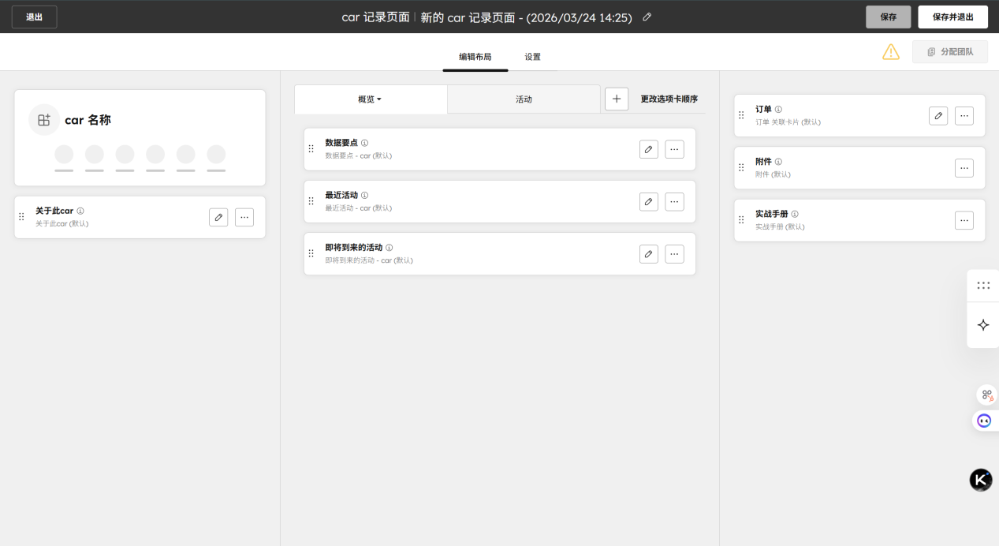 退出
car 记录页面 | 新的 car 记录页面 - (2026/03/24 14:25)
保存
保存并退出
编辑布局
设置
分配团队
car 名称
关于此car
关于此car (默认)
概览
活动
更改选项卡顺序
数据要点
数据要点 - car (默认)
最近活动
最近活动 - car (默认)
即将到来的活动
即将到来的活动 - car (默认)
订单
订单 关联卡片 (默认)
附件
附件 (默认)
实战手册
实战手册 (默认)
K